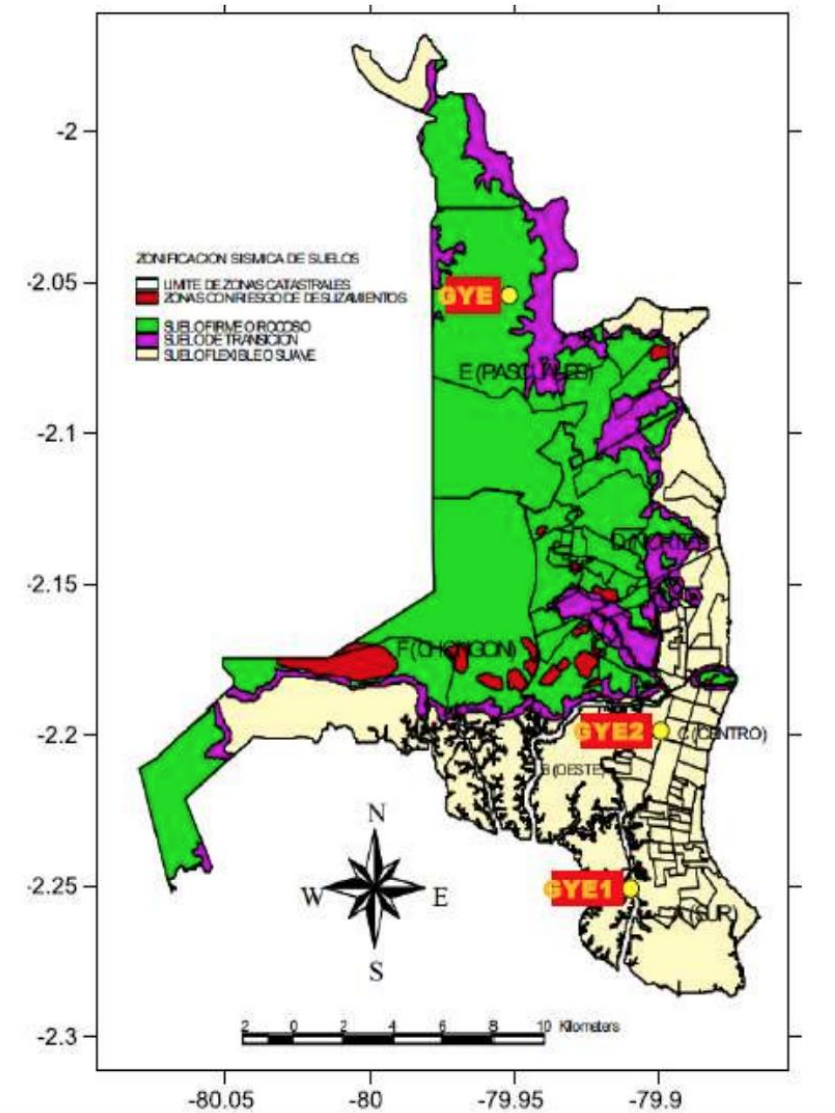 -2
ZONIFICACION SISMICA DE SUELOS
LIMITE DE ZONAS CATASTRALES
ZONAS CON RIESGO DE DESLIZAMIENTOS
SUELO FIRME O ROCOSO
SUELO DE TRANSICION
SUELO FLEXIBLE O SUAVE
-2.05
GYE
E (PASCUALES)
-2.1
-2.15
F (CHONGON)
-2.2
GYE2
C (CENTRO)
B (OESTE)
N
W
E
S
-2.25
GYE1
A (SUR)
2 0 2 4 6 8 10 Kilometers
-2.3
-80.05 -80 -79.95 -79.9